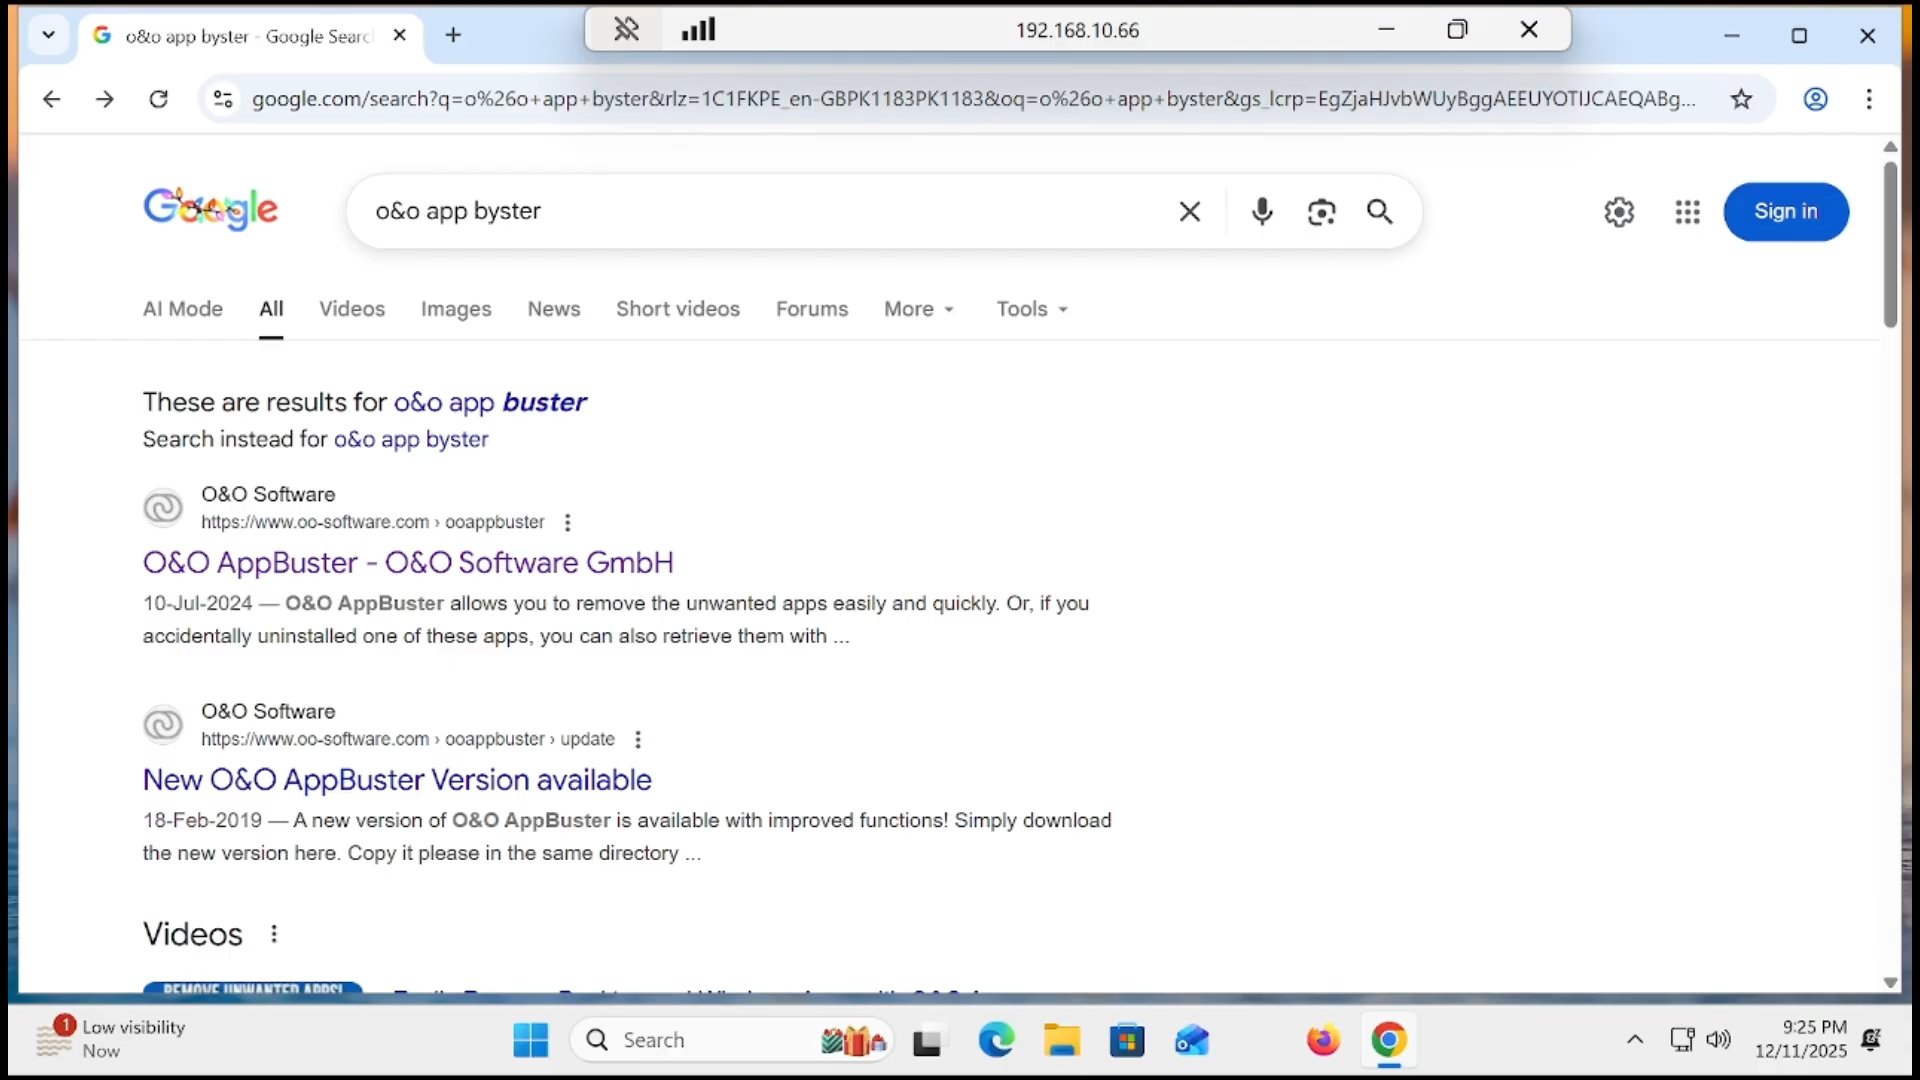 o&o app byster - Google Searc
192.168.10.66
google.com/search?q=o%26o+app+byster&rlz=1C1FKPE_en-GBPK1183PK1183&oq=o%26o+app+byster&gs_lcrp=EgZjaHJvbWUyBggAEEUYOTIJCAEQABg...
Google
o&o app byster
Sign in
AI Mode
All
Videos
Images
News
Short videos
Forums
More
Tools
These are results for o&o app buster
Search instead for o&o app byster
O&O Software
https://www.oo-software.com › ooappbuster
O&O AppBuster - O&O Software GmbH
10-Jul-2024 — O&O AppBuster allows you to remove the unwanted apps easily and quickly. Or, if you
accidentally uninstalled one of these apps, you can also retrieve them with ...
O&O Software
https://www.oo-software.com › ooappbuster › update
New O&O AppBuster Version available
18-Feb-2019 — A new version of O&O AppBuster is available with improved functions! Simply download
the new version here. Copy it please in the same directory ...
Videos
REMOVE UNWANTED APPS!
1
Low visibility
Now
Search
9:25 PM
12/11/2025